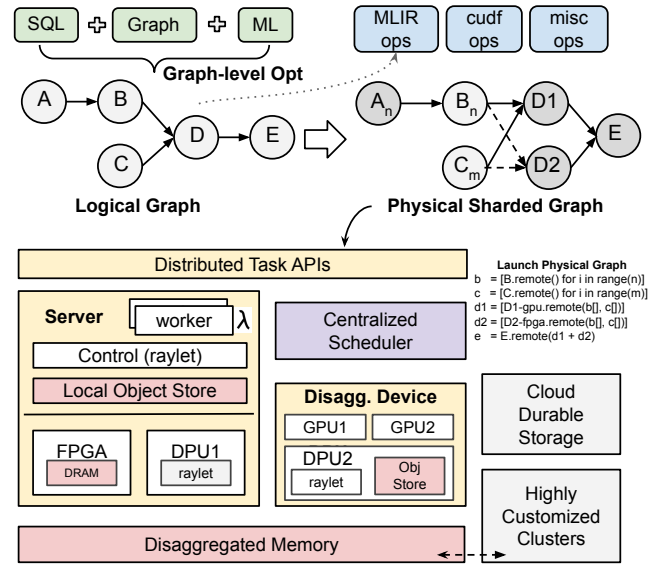 SQL + Graph + ML
Graph-level Opt
MLIR
ops
cudf
ops
misc
ops
A
B
C
D
E
Logical Graph
An
Bn
Cm
D1
D2
E
Physical Sharded Graph
Distributed Task APIs
Server
worker
λ
Control (raylet)
Local Object Store
FPGA
DRAM
DPU1
raylet
Centralized
Scheduler
Disagg. Device
GPU1
GPU2
DPU2
raylet
Obj
Store
Launch Physical Graph
b = [B.remote() for i in range(n)]
c = [C.remote() for i in range(m)]
d1 = [D1-gpu.remote(b[], c[])]
d2 = [D2-fpga.remote(b[], c[])]
e = E.remote(d1 + d2)
Cloud
Durable
Storage
Highly
Customized
Clusters
Disaggregated Memory